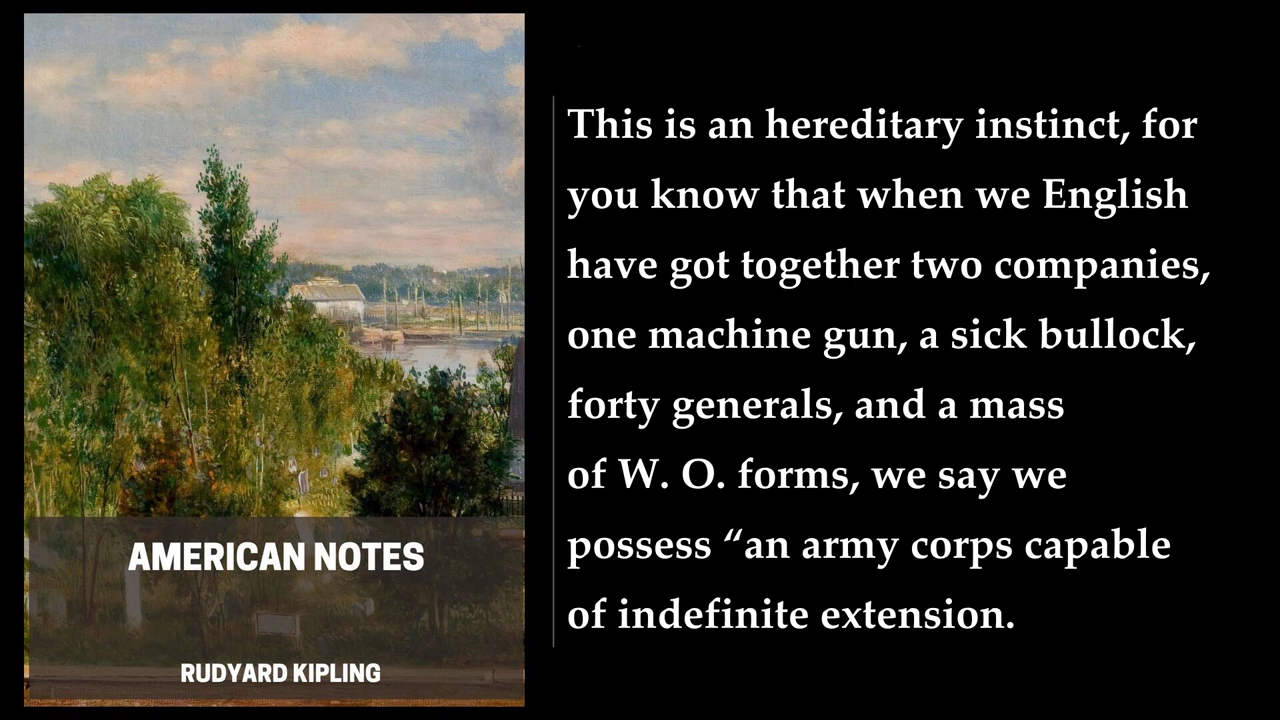 AMERICAN NOTES
RUDYARD KIPLING
This is an hereditary instinct, for
you know that when we English
have got together two companies,
one machine gun, a sick bullock,
forty generals, and a mass
of W. O. forms, we say we
possess “an army corps capable
of indefinite extension.